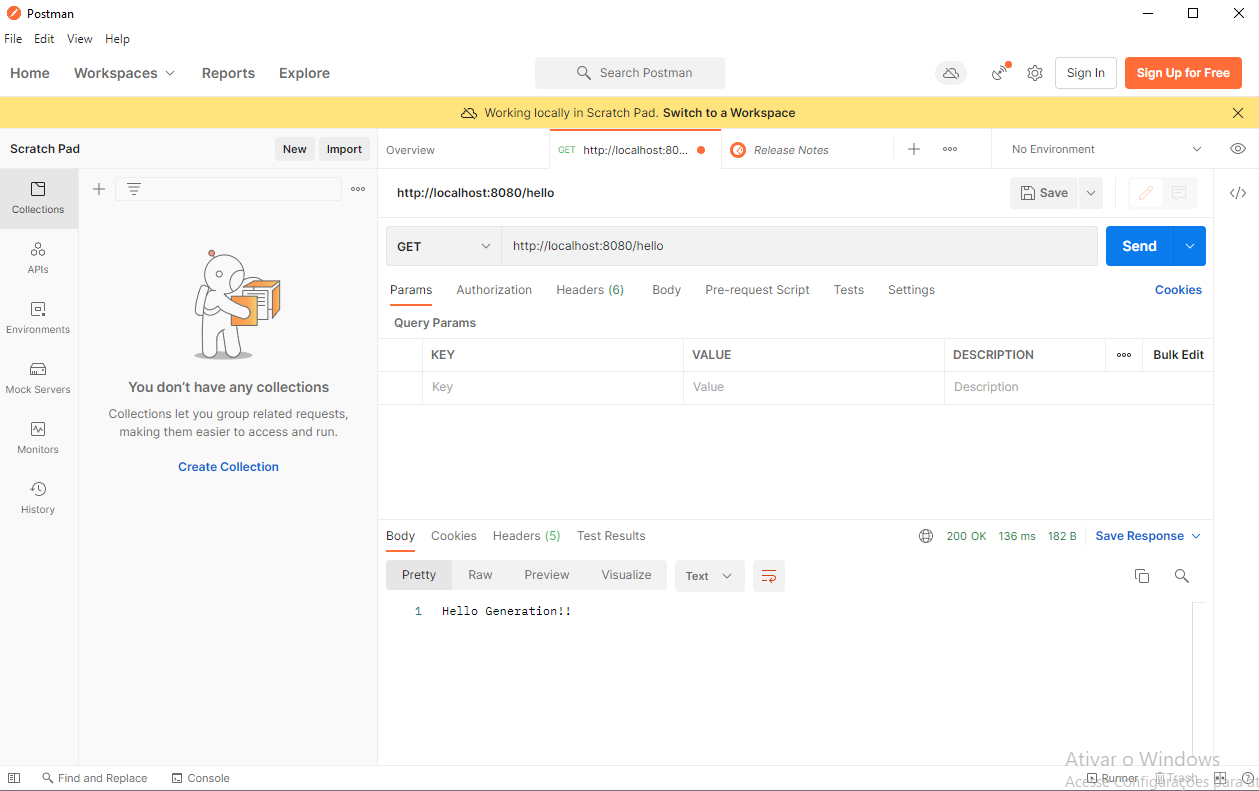 Postman
File Edit View Help
Home Workspaces Reports Explore Search Postman Sign In Sign Up for Free
Working locally in Scratch Pad. Switch to a Workspace
Scratch Pad New Import Overview GET http://localhost:80... Release Notes No Environment
Collections
APIs
Environments
Mock Servers
Monitors
History
You don't have any collections
Collections let you group related requests,
making them easier to access and run.
Create Collection
http://localhost:8080/hello Save
GET http://localhost:8080/hello Send
Params Authorization Headers (6) Body Pre-request Script Tests Settings Cookies
Query Params
KEY VALUE DESCRIPTION Bulk Edit
Key Value Description
Body Cookies Headers (5) Test Results 200 OK 136 ms 182 B Save Response
Pretty Raw Preview Visualize Text
1 Hello Generation!!
Ativar o Windows
Acesse Configurações para at
Find and Replace Console Runner Trash